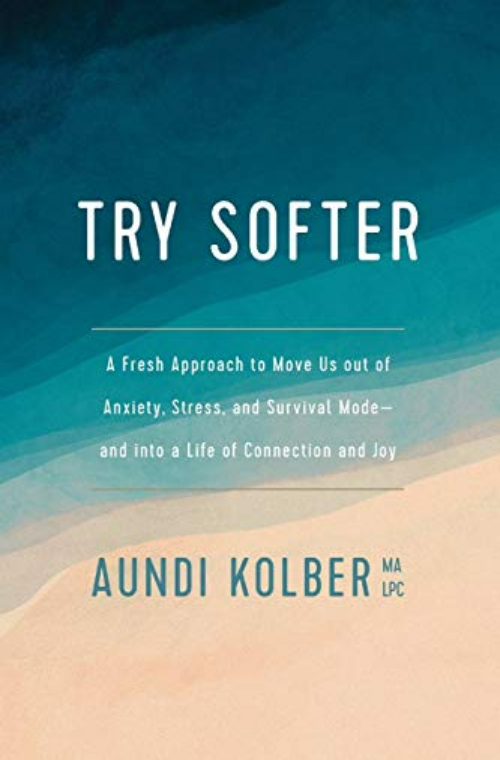 TRY SOFTER
A Fresh Approach to Move Us out of
Anxiety, Stress, and Survival Mode—
and into a Life of Connection and Joy
AUNDI KOLBER MA
LPC